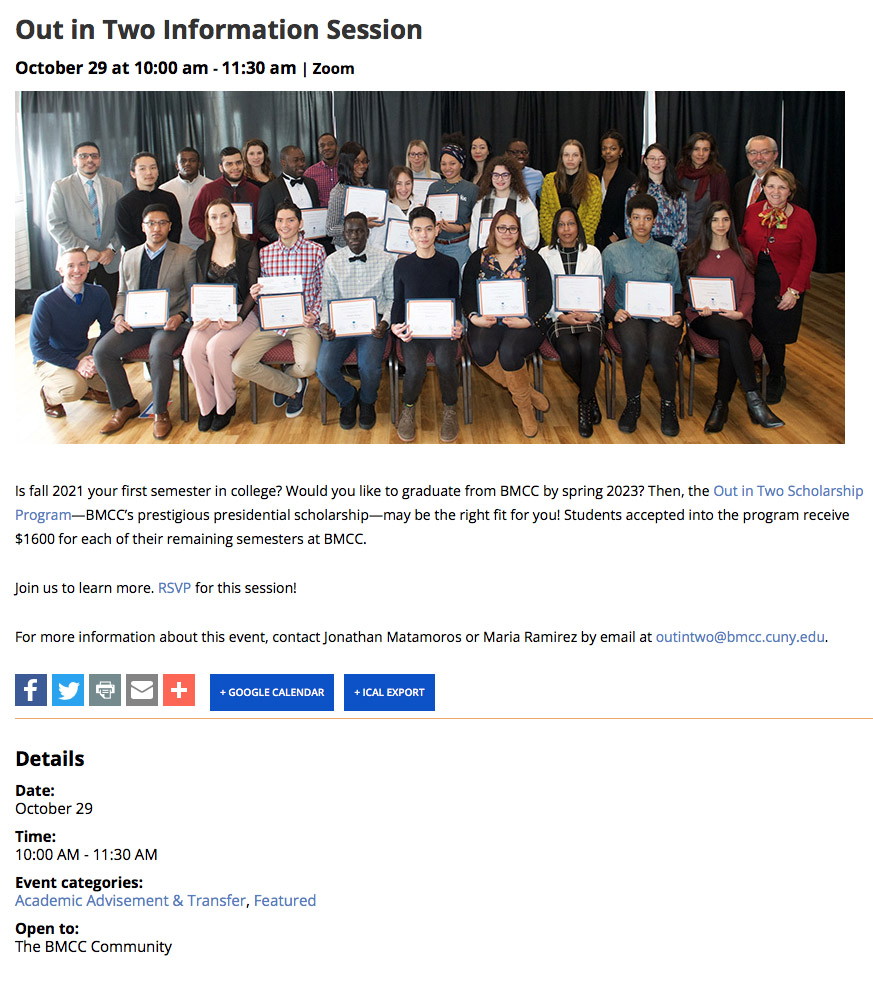 Out in Two Information Session
October 29 at 10:00 am - 11:30 am | Zoom
Is fall 2021 your first semester in college? Would you like to graduate from BMCC by spring 2023? Then, the Out in Two Scholarship
Program—BMCC’s prestigious presidential scholarship—may be the right fit for you! Students accepted into the program receive
$1600 for each of their remaining semesters at BMCC.
Join us to learn more. RSVP for this session!
For more information about this event, contact Jonathan Matamoros or Maria Ramirez by email at outintwo@bmcc.cuny.edu.
+ GOOGLE CALENDAR + ICAL EXPORT
Details
Date:
October 29
Time:
10:00 AM - 11:30 AM
Event categories:
Academic Advisement & Transfer, Featured
Open to:
The BMCC Community